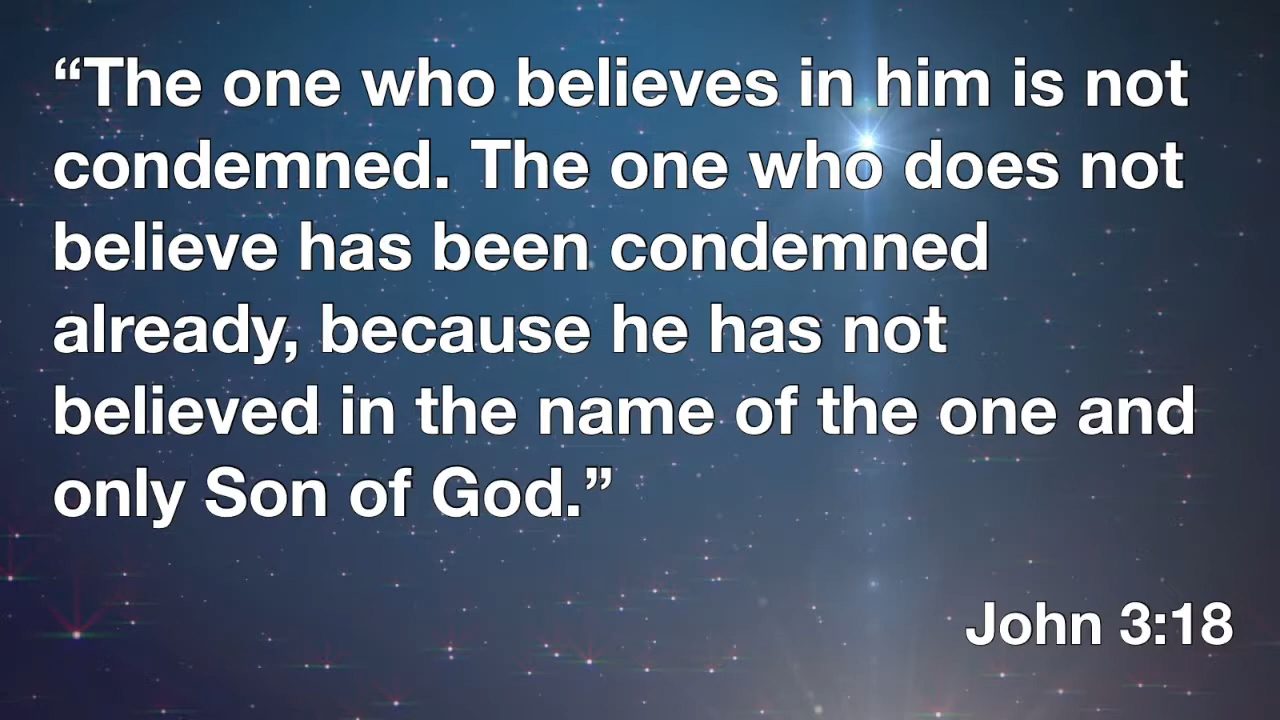 “The one who believes in him is not
condemned. The one who does not
believe has been condemned
already, because he has not
believed in the name of the one and
only Son of God.”
John 3:18